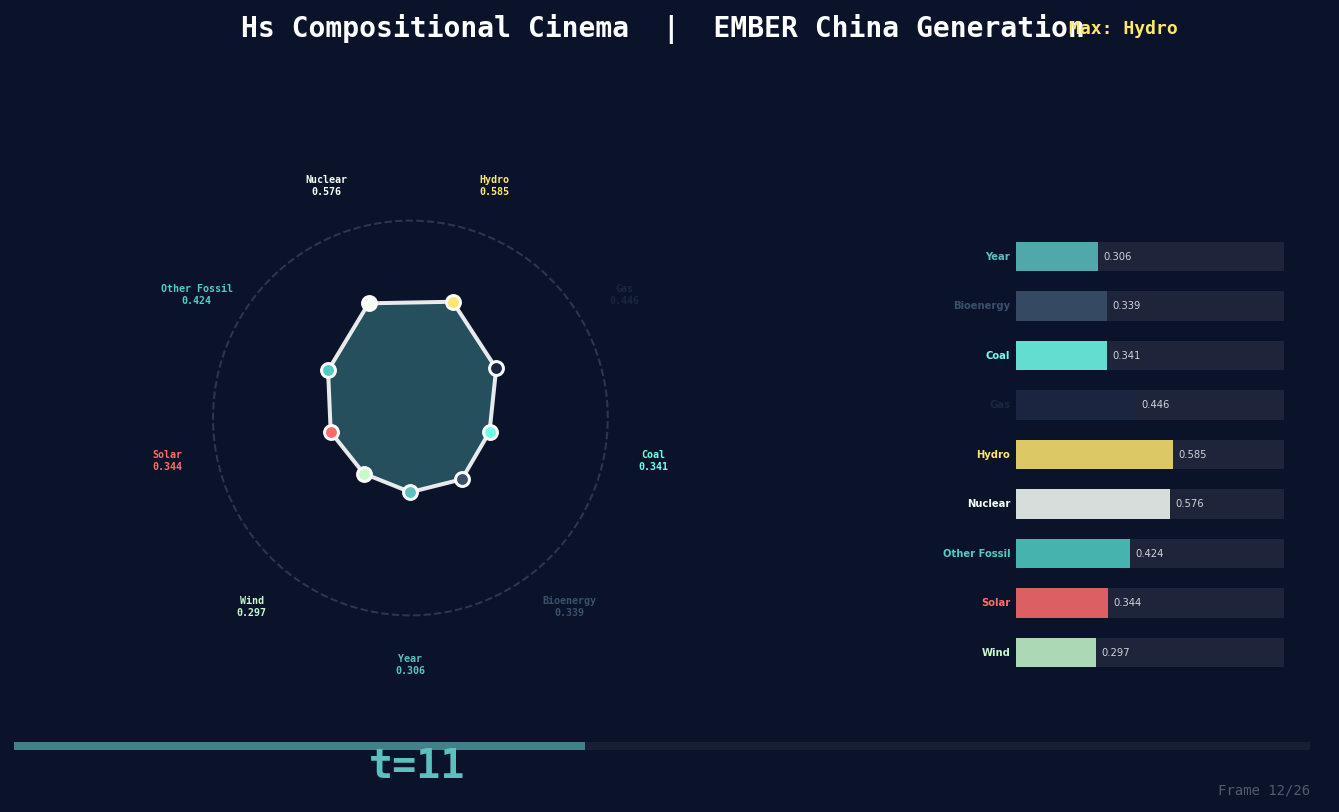 Hs Compositional Cinema | EMBER China Generation
Max: Hydro
Nuclear
0.576
Hydro
0.585
Other Fossil
0.424
Gas
0.446
Solar
0.344
Coal
0.341
Wind
0.297
Bioenergy
0.339
Year
0.306
Year 0.306
Bioenergy 0.339
Coal 0.341
Gas 0.446
Hydro 0.585
Nuclear 0.576
Other Fossil 0.424
Solar 0.344
Wind 0.297
t=11
Frame 12/26